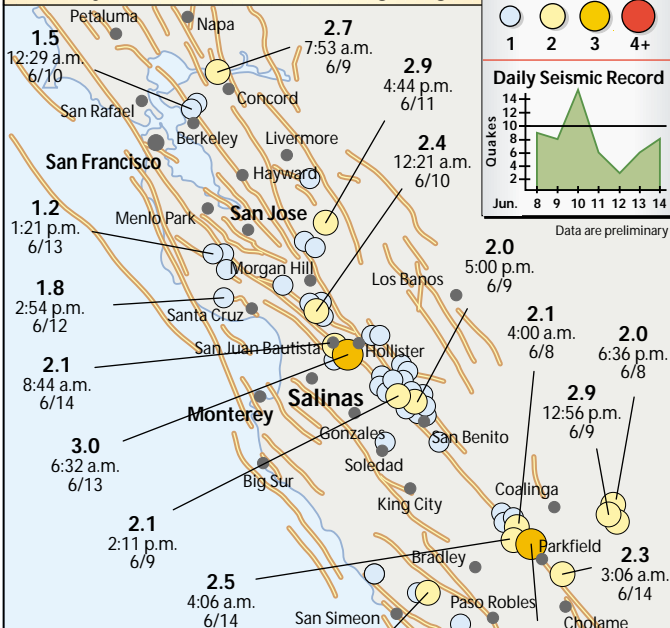 Petaluma
Napa
1.5
12:29 a.m.
6/10
2.7
7:53 a.m.
6/9
2.9
4:44 p.m.
6/11
2.4
12:21 a.m.
6/10
1
2
3
4+
Daily Seismic Record
Quakes
14
12
10
8
6
4
2
Jun.
8
9
10
11
12
13
14
Data are preliminary
San Rafael
Concord
Berkeley
Livermore
San Francisco
Hayward
1.2
1:21 p.m.
6/13
Menlo Park
San Jose
2.0
5:00 p.m.
6/9
Morgan Hill
Los Banos
1.8
2:54 p.m.
6/12
Santa Cruz
2.1
4:00 a.m.
6/8
2.0
6:36 p.m.
6/8
San Juan Bautista
Hollister
2.1
8:44 a.m.
6/14
2.9
12:56 p.m.
6/9
Salinas
Monterey
Gonzales
San Benito
3.0
6:32 a.m.
6/13
Soledad
Big Sur
King City
Coalinga
2.1
2:11 p.m.
6/9
Bradley
Parkfield
2.3
3:06 a.m.
6/14
2.5
4:06 a.m.
6/14
Paso Robles
San Simeon
Cholame